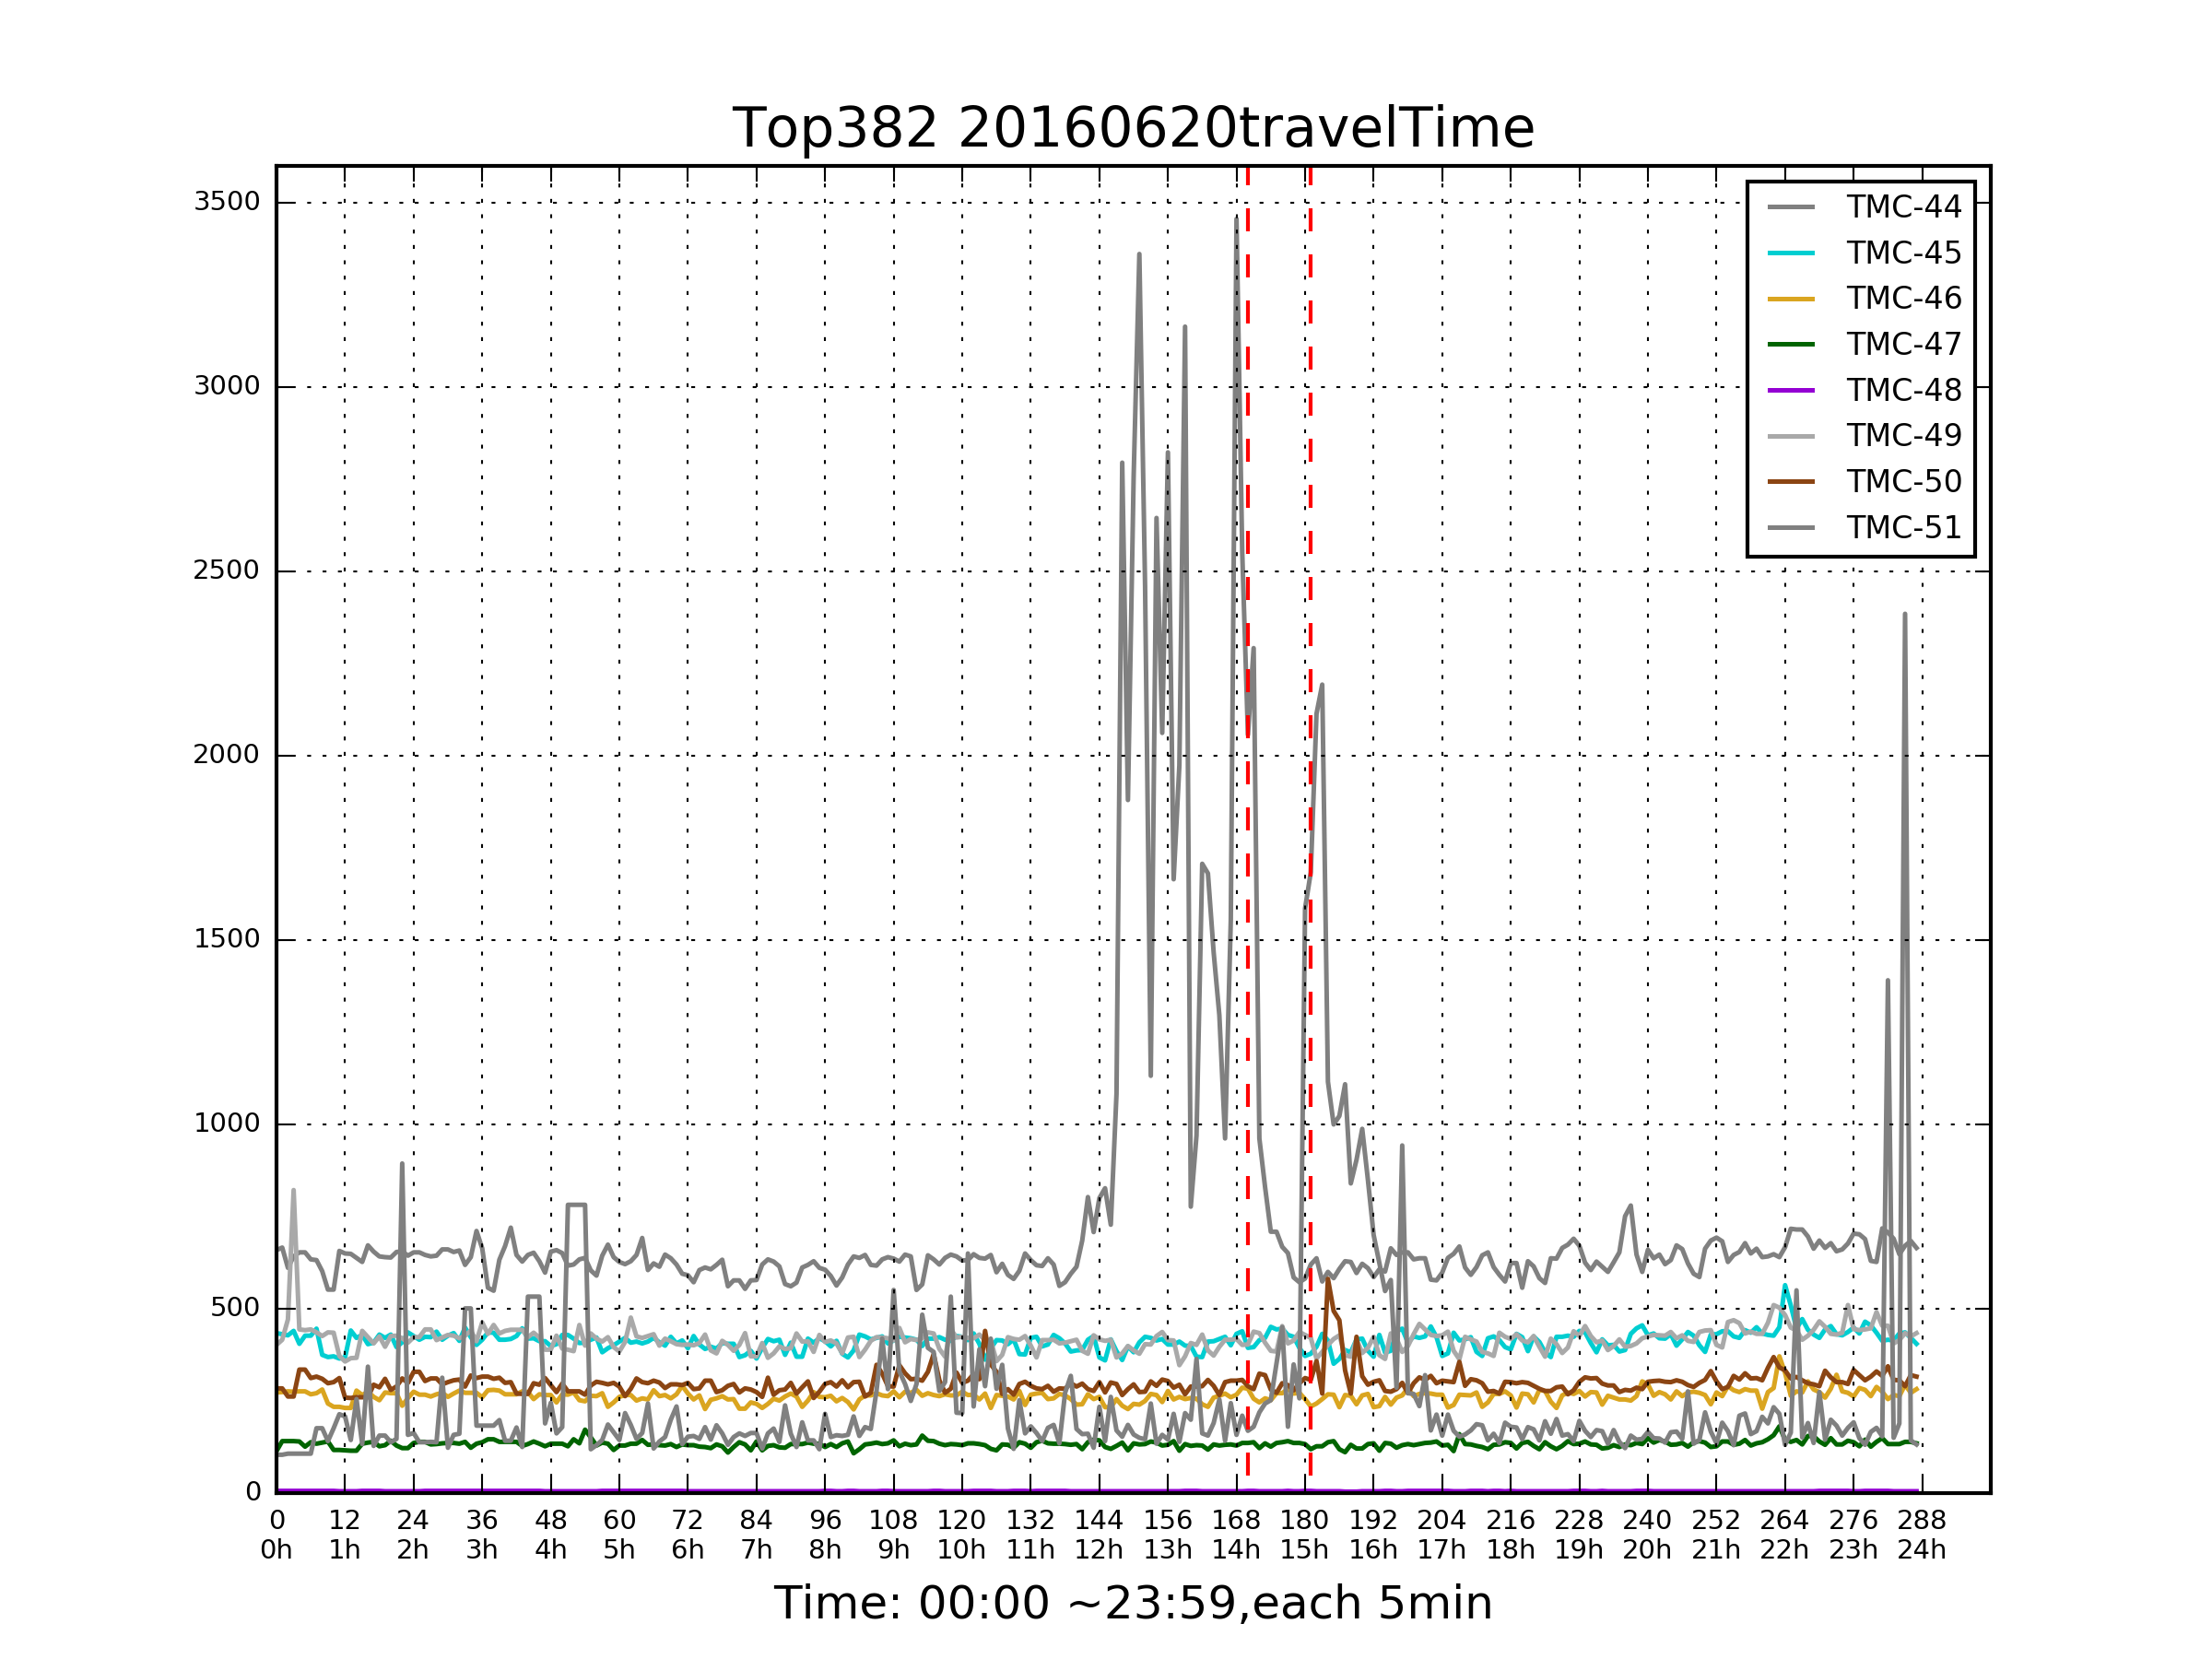 Top382 20160620travelTime
3500
3000
2500
2000
1500
1000
500
0
TMC-44
TMC-45
TMC-46
TMC-47
TMC-48
TMC-49
TMC-50
TMC-51
0 12 24 36 48 60 72 84 96 108 120 132 144 156 168 180 192 204 216 228 240 252 264 276 288
0h 1h 2h 3h 4h 5h 6h 7h 8h 9h 10h 11h 12h 13h 14h 15h 16h 17h 18h 19h 20h 21h 22h 23h 24h
Time: 00:00 ~23:59,each 5min